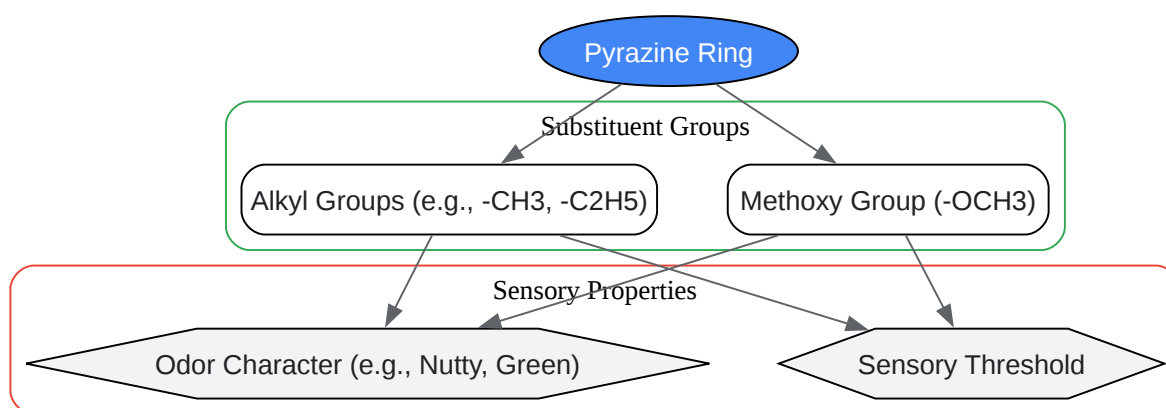 Pyrazine Ring
Substituent Groups
Alkyl Groups (e.g., -CH3, -C2H5)
Methoxy Group (-OCH3)
Sensory Properties
Odor Character (e.g., Nutty, Green)
Sensory Threshold